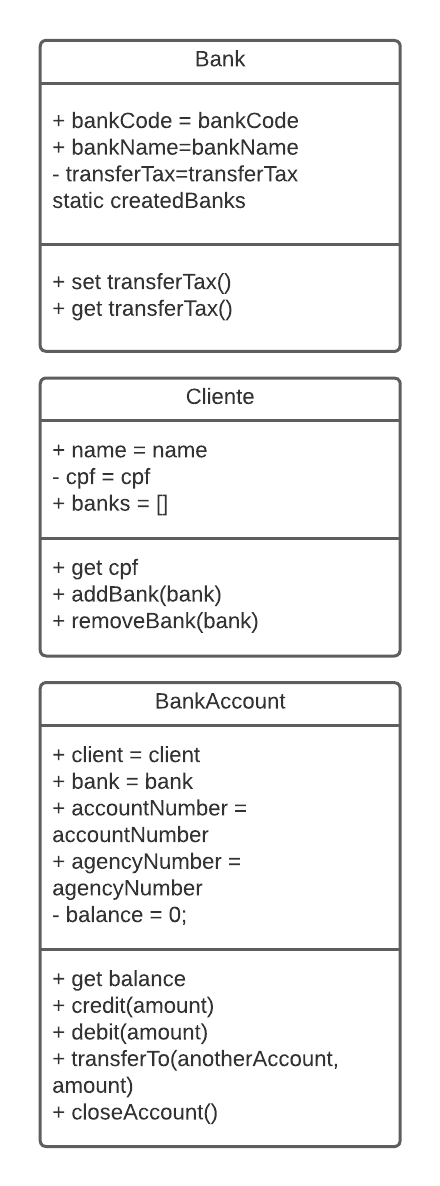 Bank
+ bankCode = bankCode
+ bankName=bankName
- transferTax=transferTax
static createdBanks
+ set transferTax()
+ get transferTax()
Cliente
+ name = name
- cpf = cpf
+ banks = []
+ get cpf
+ addBank(bank)
+ removeBank(bank)
BankAccount
+ client = client
+ bank = bank
+ accountNumber =
accountNumber
+ agencyNumber =
agencyNumber
- balance = 0;
+ get balance
+ credit(amount)
+ debit(amount)
+ transferTo(anotherAccount,
amount)
+ closeAccount()